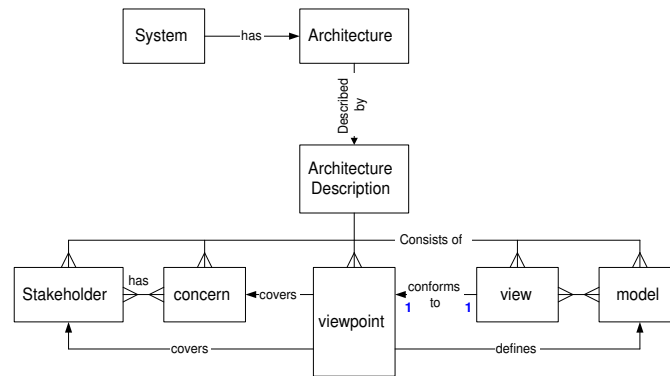 System
has
Architecture
Described
by
Architecture
Description
Consists of
Stakeholder
has
concern
covers
viewpoint
conforms
to
1
1
view
model
covers
defines